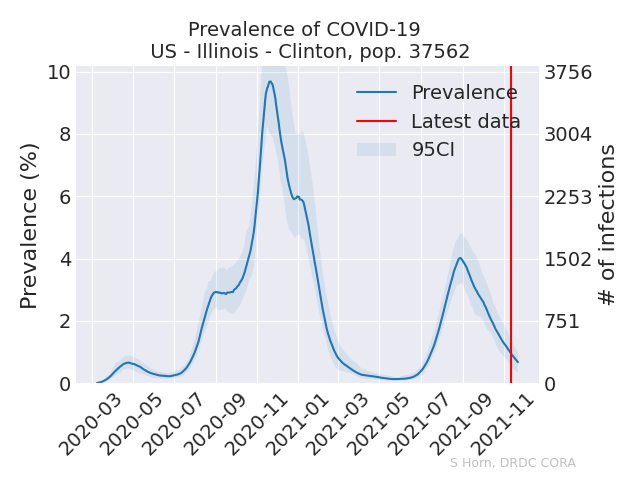 Prevalence of COVID-19
US - Illinois - Clinton, pop. 37562
Prevalence (%)
10
8
6
4
2
0
Prevalence
Latest data
95CI
3756
3004
2253
1502
751
0
# of infections
2020-03
2020-05
2020-07
2020-09
2020-11
2021-01
2021-03
2021-05
2021-07
2021-09
2021-11
S Horn, DRDC CORA